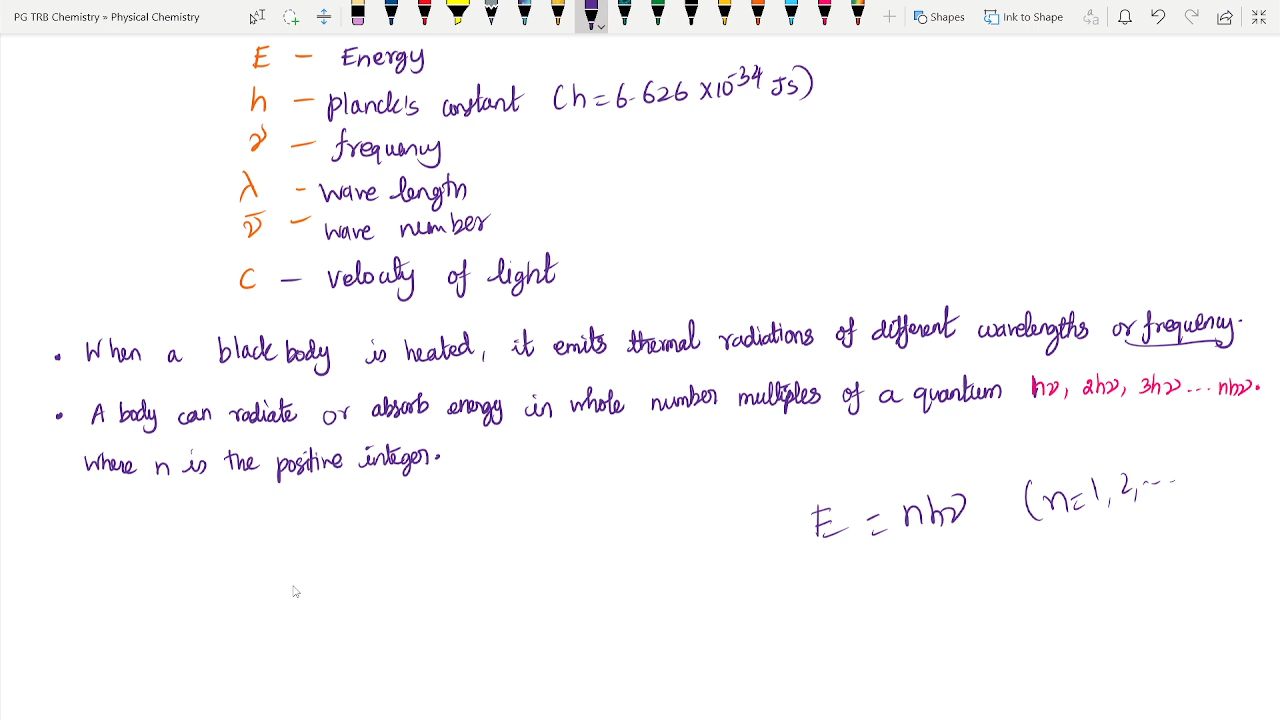 PG TRB Chemistry » Physical Chemistry
Shapes
Ink to Shape
E – Energy
h – planck's constant (h = 6.626 ×10⁻³⁴ Js)
ν – frequency
λ - wave length
ν̅ – wave number
C – velocity of light
• When a black body is heated, it emits thermal radiations of different wavelengths or frequency.
• A body can radiate or absorb energy in whole number multiples of a quantum hν, 2hν, 3hν ... nhν.
where n is the positive integer.
E = nhν (n=1, 2, ...